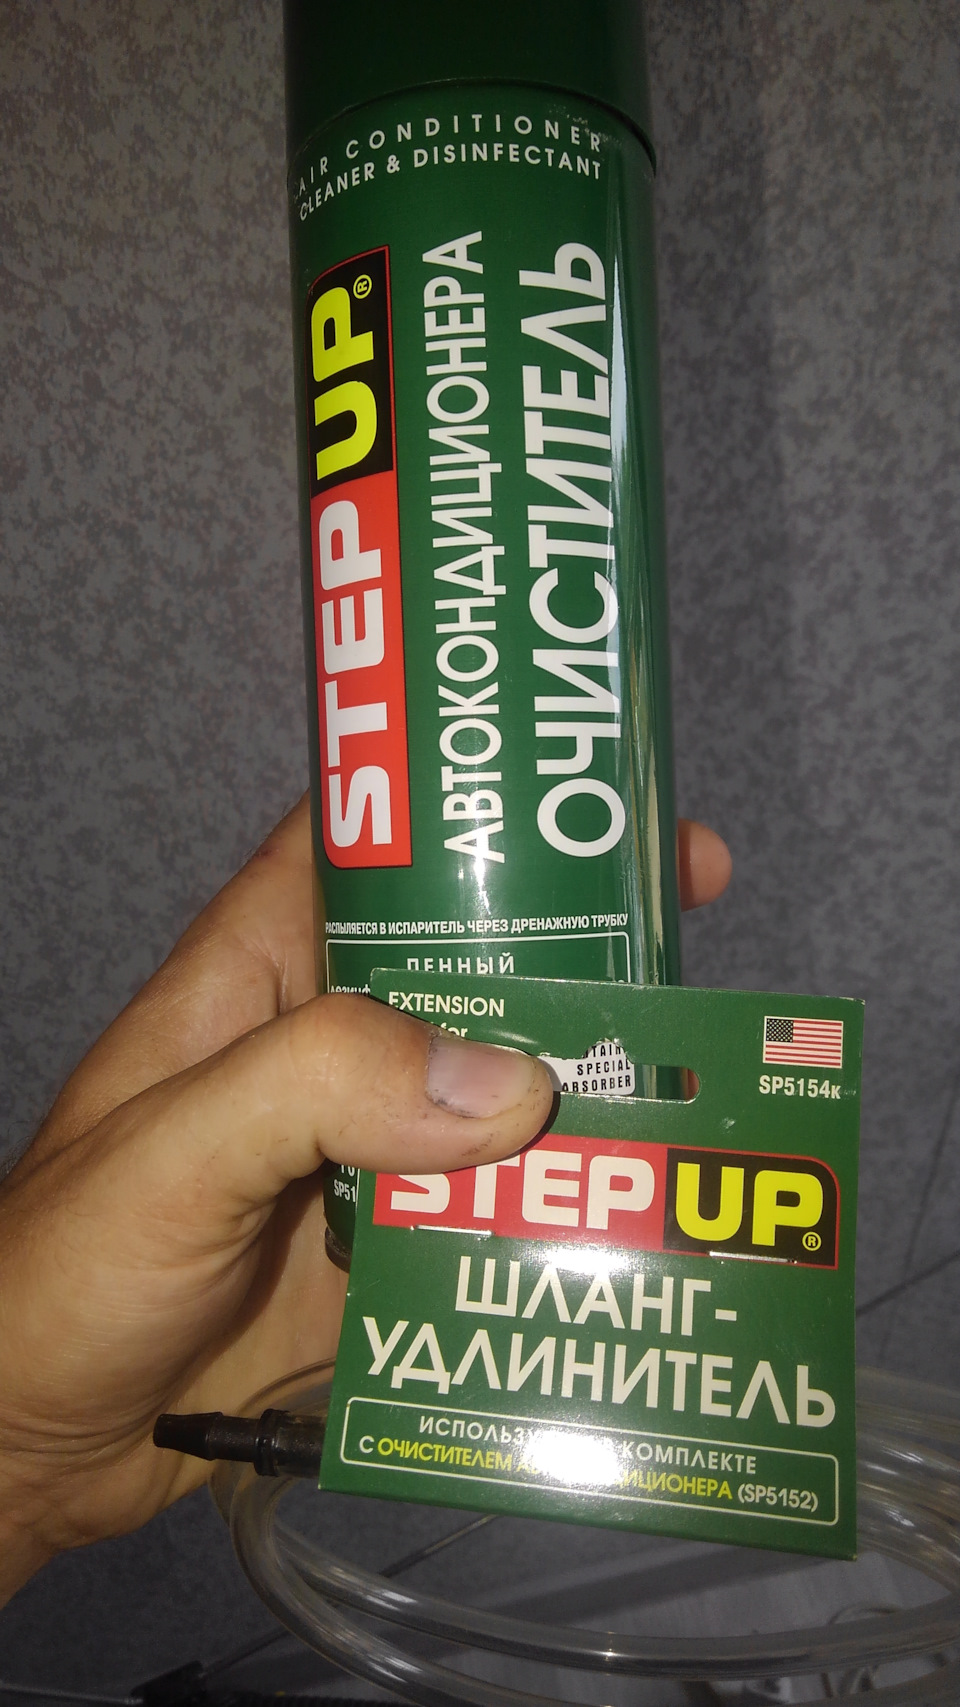 AIR CONDITIONER
CLEANER & DISINFECTANT
STEP UP®
АВТОКОНДИЦИОНЕРА
ОЧИСТИТЕЛЬ
РАСПЫЛЯЕТСЯ В ИСПАРИТЕЛЬ ЧЕРЕЗ ДРЕНАЖНУЮ ТРУБКУ
ПЕННЫЙ
SPECIAL
ABSORBER
EXTENSION
for
SP5154к
STEP UP®
ШЛАНГ-
УДЛИНИТЕЛЬ
КОМПЛЕКТЕ
С ОЧИСТИТЕЛЕМ (SP5152)